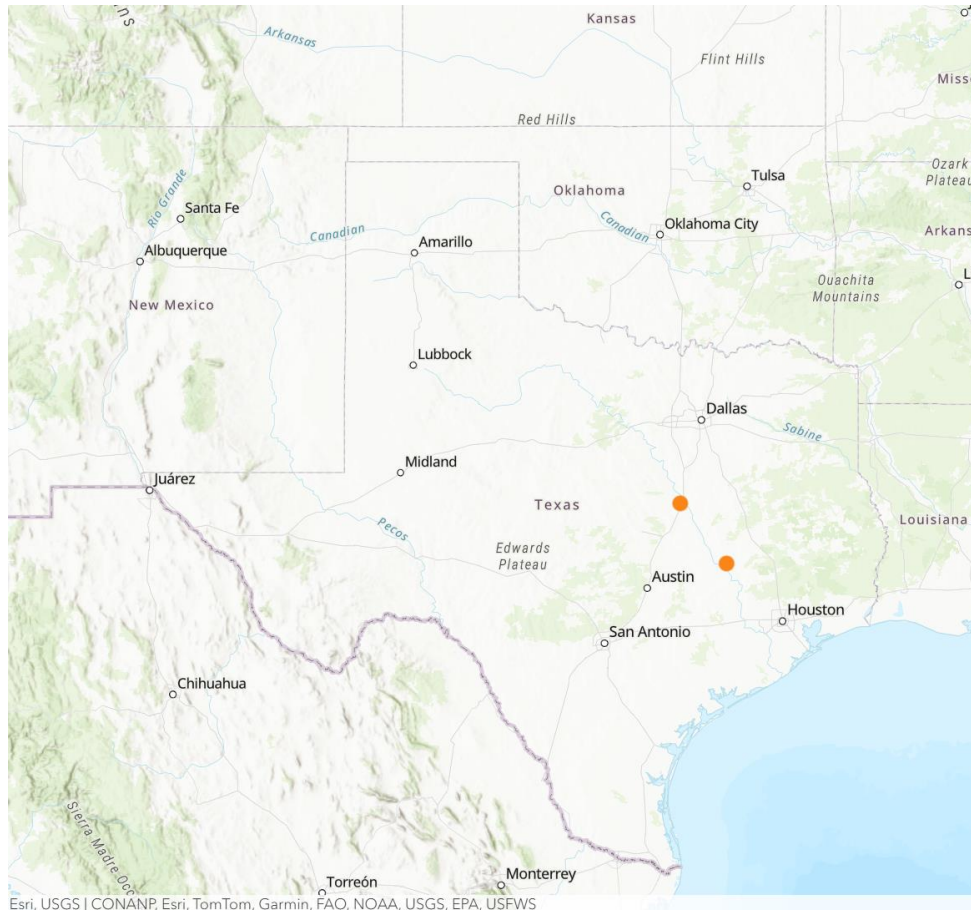 ns
Arkansas
Kansas
Flint Hills
Misso
Red Hills
Ozark
Plateau
Tulsa
Oklahoma
Rio Grande
Santa Fe
Canadian
Canadian
Oklahoma City
Arkans
Albuquerque
Amarillo
Ouachita
Mountains
L
New Mexico
Lubbock
Dallas
Sabine
Midland
Juárez
Texas
Louisiana
Pecos
Edwards
Plateau
Austin
Houston
San Antonio
Chihuahua
Sierra Madre Occ
Torreón
Monterrey
Esri, USGS | CONANP, Esri, TomTom, Garmin, FAO, NOAA, USGS, EPA, USFWS